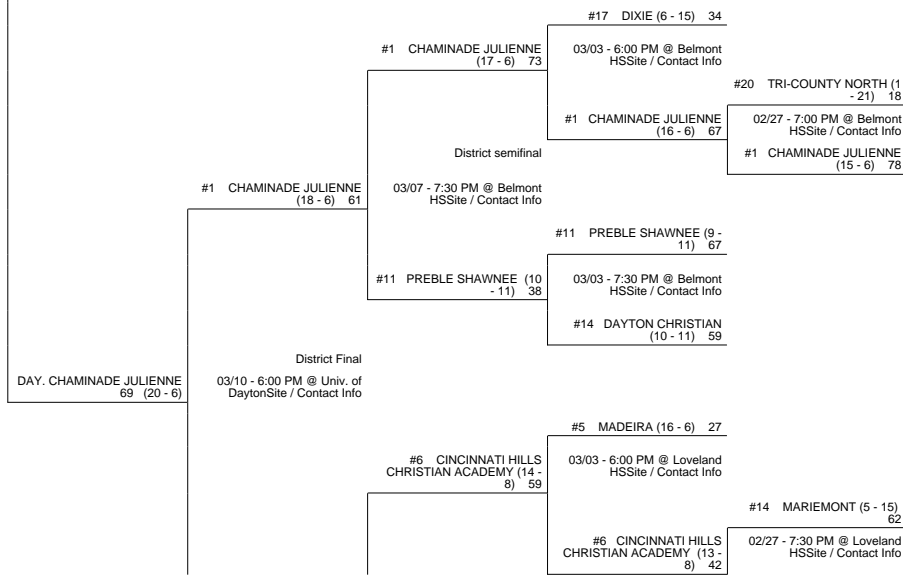 #17 DIXIE (6 - 15) 34
#1 CHAMINADE JULIENNE
(17 - 6) 73
03/03 - 6:00 PM @ Belmont
HSSite / Contact Info
#20 TRI-COUNTY NORTH (1
- 21) 18
#1 CHAMINADE JULIENNE
(16 - 6) 67
02/27 - 7:00 PM @ Belmont
HSSite / Contact Info
District semifinal
#1 CHAMINADE JULIENNE
(15 - 6) 78
#1 CHAMINADE JULIENNE
(18 - 6) 61
03/07 - 7:30 PM @ Belmont
HSSite / Contact Info
#11 PREBLE SHAWNEE (9 -
11) 67
#11 PREBLE SHAWNEE (10
- 11) 38
03/03 - 7:30 PM @ Belmont
HSSite / Contact Info
#14 DAYTON CHRISTIAN
(10 - 11) 59
District Final
DAY. CHAMINADE JULIENNE
69 (20 - 6)
03/10 - 6:00 PM @ Univ. of
DaytonSite / Contact Info
#5 MADEIRA (16 - 6) 27
#6 CINCINNATI HILLS
CHRISTIAN ACADEMY (14 -
8) 59
03/03 - 6:00 PM @ Loveland
HSSite / Contact Info
#14 MARIEMONT (5 - 15)
62
#6 CINCINNATI HILLS
CHRISTIAN ACADEMY (13 -
8) 42
02/27 - 7:30 PM @ Loveland
HSSite / Contact Info